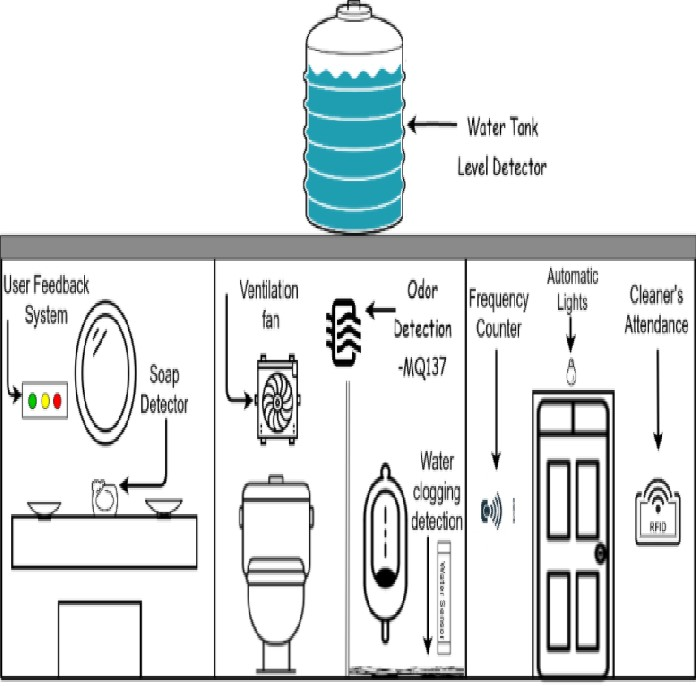 Water Tank
Level Detector
User Feedback
System
Soap
Detector
Ventilation
fan
Odor
Detection
-MQ137
Water
clogging
detection
Water Sensor
Frequency
Counter
Automatic
Lights
Cleaner's
Attendance
RFID